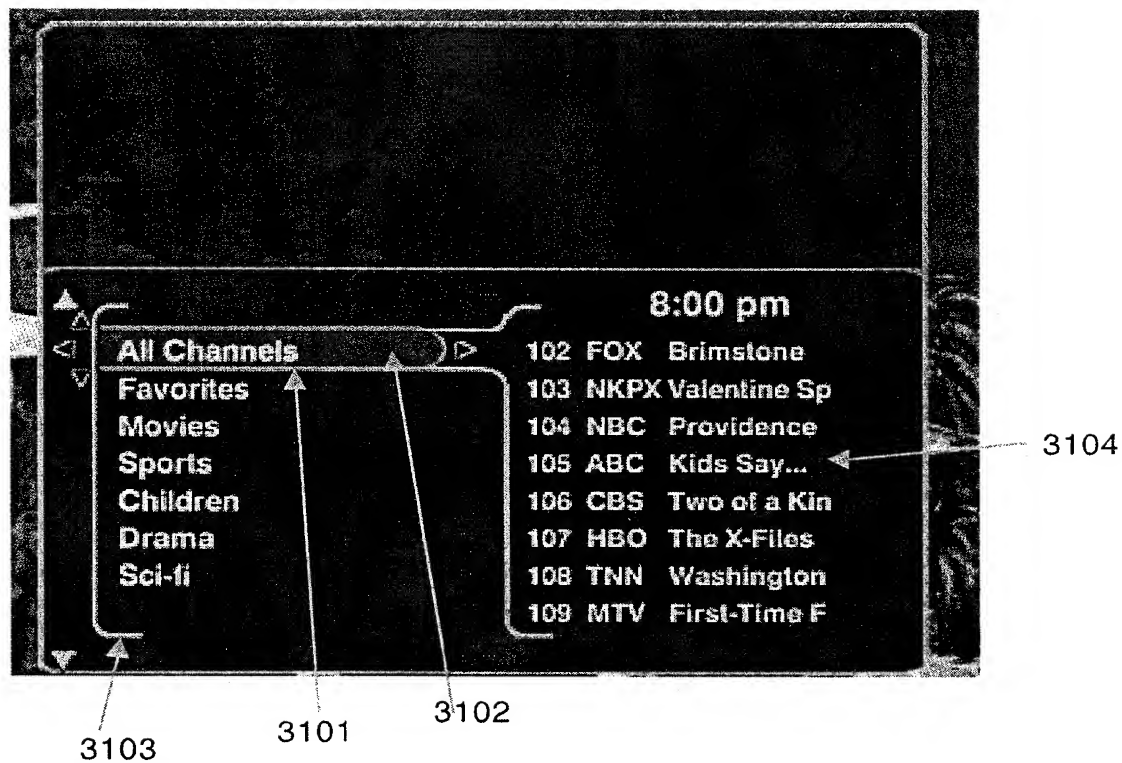 8:00 pm
All Channels
Favorites
Movies
Sports
Children
Drama
Sci-fi
102 FOX Brimstone
103 NKPX Valentine Sp
104 NBC Providence
105 ABC Kids Say...
106 CBS Two of a Kin
107 HBO The X-Files
108 TNN Washington
109 MTV First-Time F
3104
3102
3101
3103